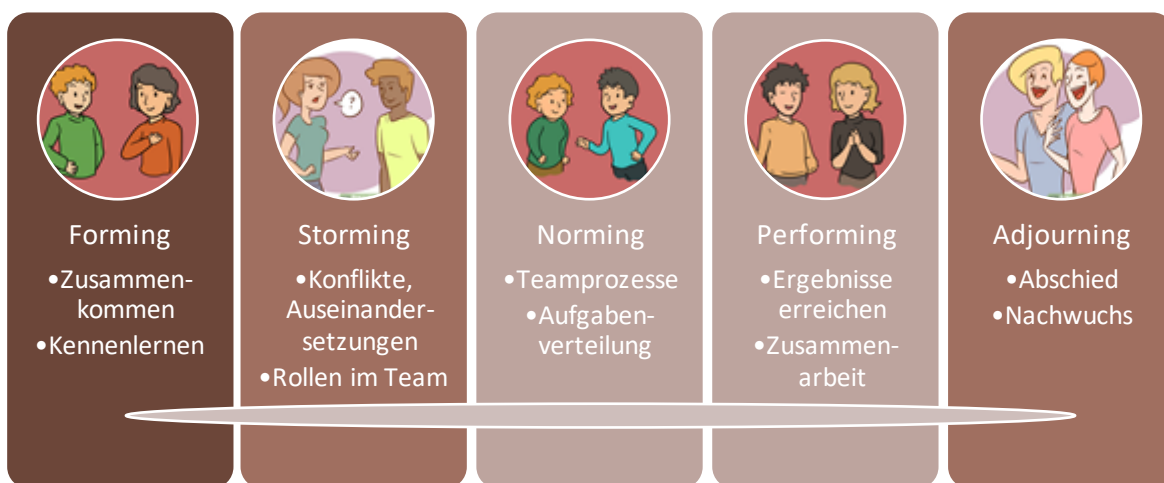 ?
Forming
•Zusammen-
kommen
•Kennenlernen
Storming
•Konflikte,
Auseinander-
setzungen
•Rollen im Team
Norming
•Teamprozesse
•Aufgaben-
verteilung
Performing
•Ergebnisse
erreichen
•Zusammen-
arbeit
Adjourning
•Abschied
•Nachwuchs